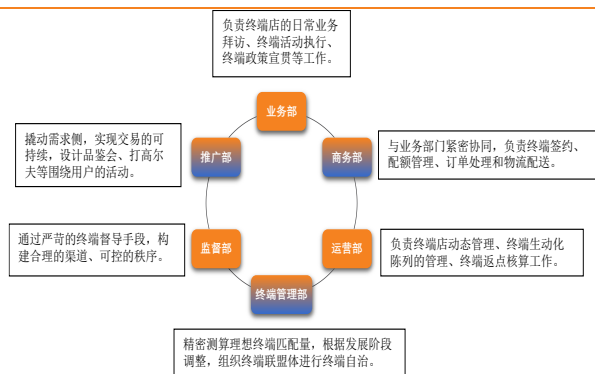 负责终端店的日常业务
拜访、终端活动执行、
终端政策宣贯等工作。
业务部
撬动需求侧，实现交易的可
持续，设计品鉴会、打高尔
夫等围绕用户的活动。
推广部
商务部
与业务部门紧密协同，负责终端签约、
配额管理、订单处理和物流配送。
通过严苛的终端督导手段，构
建合理的渠道、可控的秩序。
监督部
运营部
负责终端店动态管理、终端生动化
陈列的管理、终端返点核算工作。
终端管理部
精密测算理想终端匹配量，根据发展阶段
调整，组织终端联盟体进行终端自治。